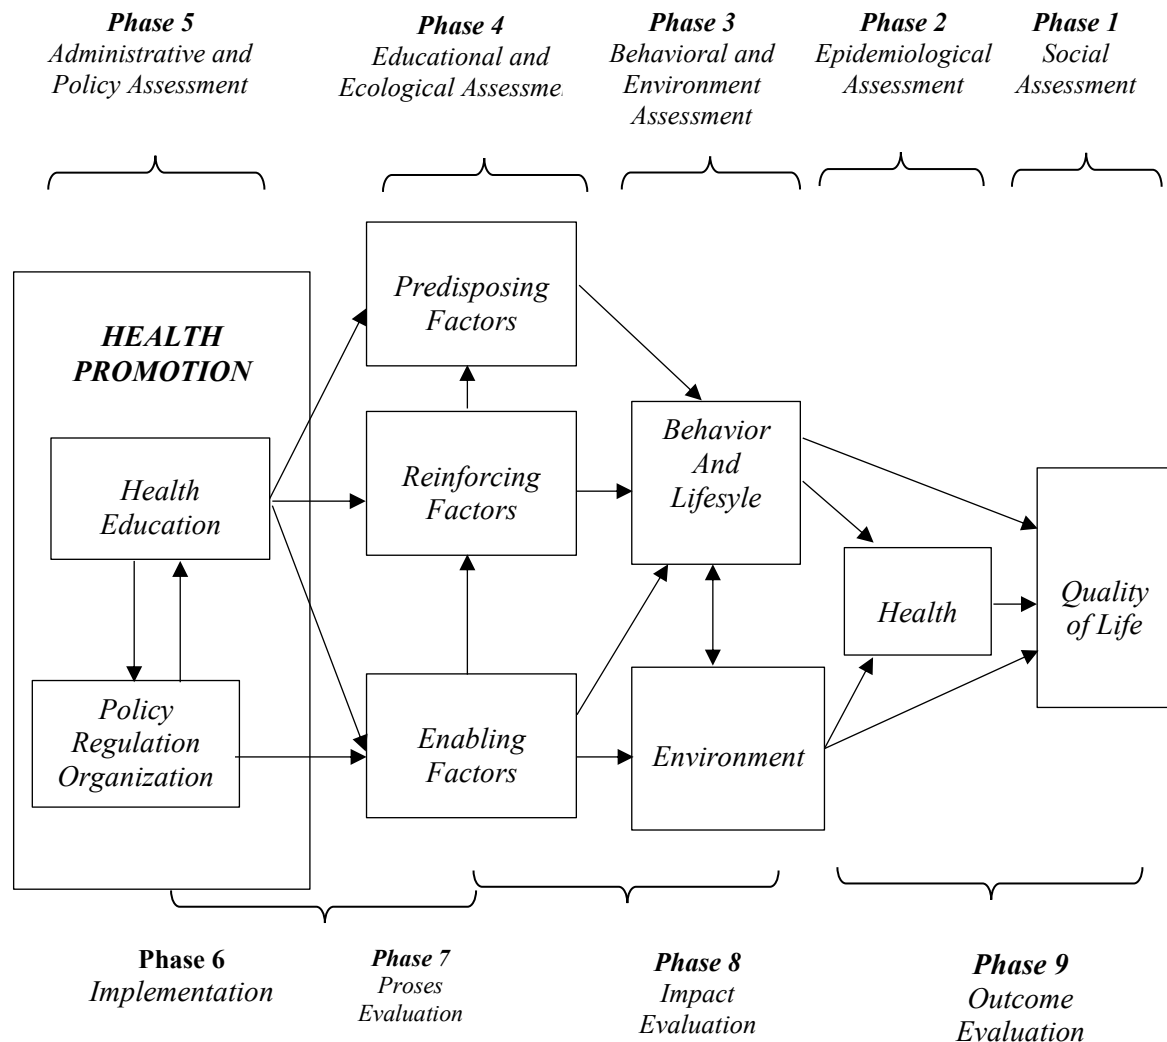 Phase 5
Administrative and
Policy Assessment
Phase 4
Educational and
Ecological Assessme
Phase 3
Behavioral and
Environment
Assessment
Phase 2
Epidemiological
Assessment
Phase 1
Social
Assessment
HEALTH
PROMOTION
Health
Education
Policy
Regulation
Organization
Predisposing
Factors
Reinforcing
Factors
Enabling
Factors
Behavior
And
Lifesyle
Environment
Health
Quality
of Life
Phase 6
Implementation
Phase 7
Proses
Evaluation
Phase 8
Impact
Evaluation
Phase 9
Outcome
Evaluation